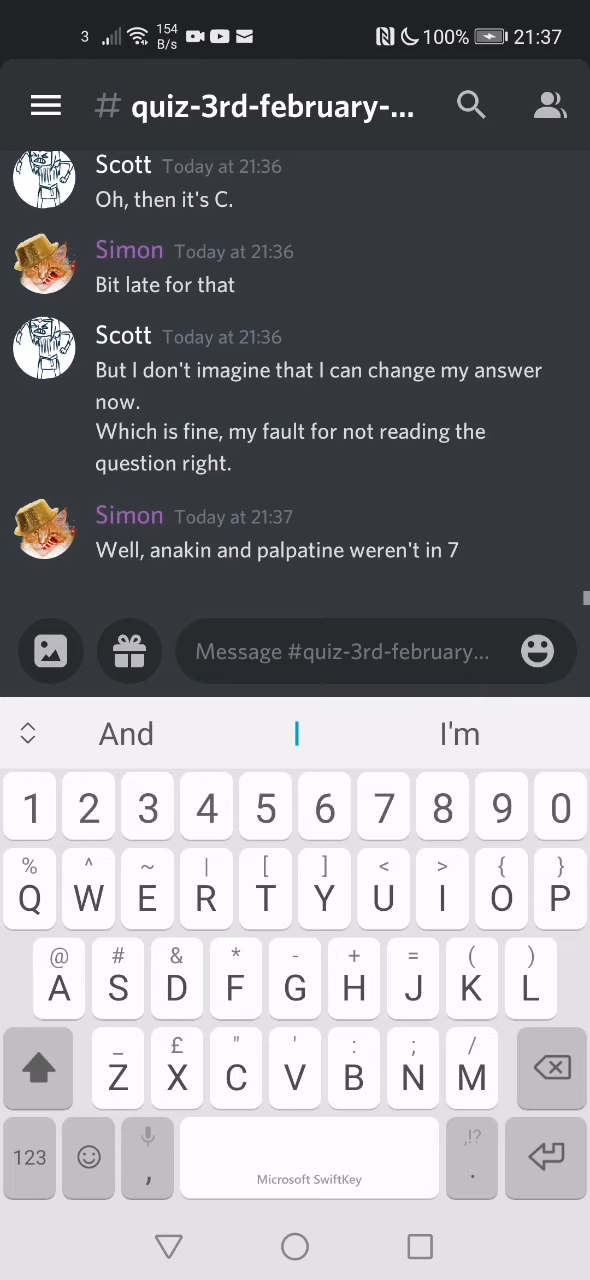 3 154 B/s 100% 21:37
# quiz-3rd-february-...
Scott Today at 21:36
Oh, then it's C.
Simon Today at 21:36
Bit late for that
Scott Today at 21:36
But I don't imagine that I can change my answer
now.
Which is fine, my fault for not reading the
question right.
Simon Today at 21:37
Well, anakin and palpatine weren't in 7
Message #quiz-3rd-february...
And I I'm
1 2 3 4 5 6 7 8 9 0
% ^ ~ | [ ] < > { }
Q W E R T Y U I O P
@ # & * - + = ( )
A S D F G H J K L
_ £ " ' : ; /
Z X C V B N M
,!?
123 , .
Microsoft SwiftKey